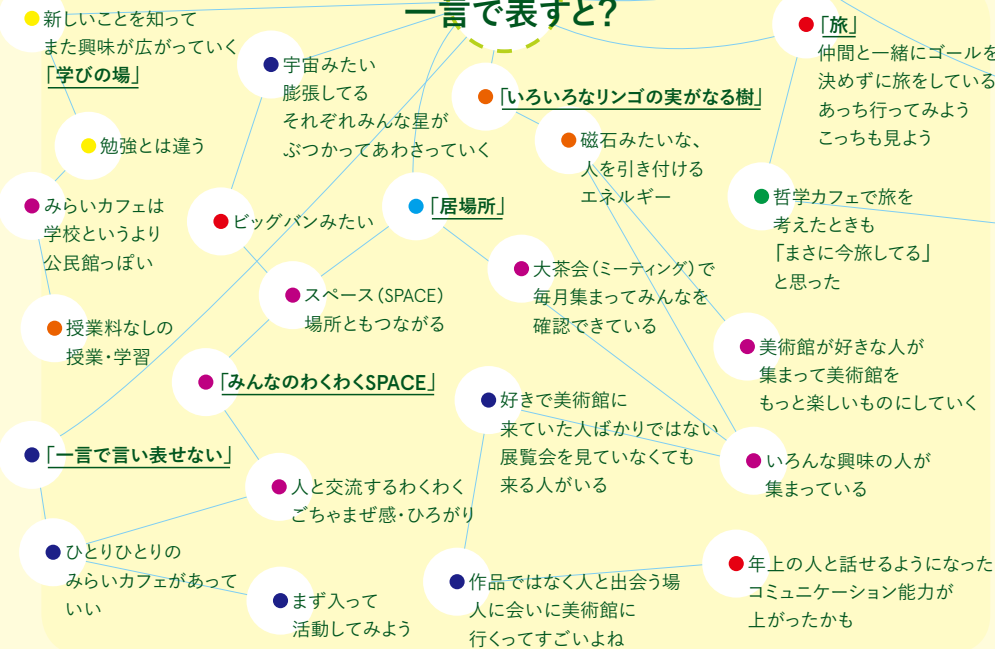 一言で表すと?
新しいことを知って
また興味が広がっていく
「学びの場」
勉強とは違う
みらいカフェは
学校というより
公民館っぽい
授業料なしの
授業・学習
「一言で言い表せない」
ひとりひとりの
みらいカフェがあって
いい
宇宙みたい
膨張してる
それぞれみんな星が
ぶつかってあわさっていく
ビッグバンみたい
スペース（SPACE）
場所ともつながる
「みんなのわくわくSPACE」
人と交流するわくわく
ごちゃまぜ感・ひろがり
まず入って
活動してみよう
「いろいろなリンゴの実がなる樹」
磁石みたいな、
人を引き付ける
エネルギー
「居場所」
大茶会（ミーティング）で
毎月集まってみんなを
確認できている
好きで美術館に
来ていた人ばかりではない
展覧会を見ていなくても
来る人がいる
作品ではなく人と出会う場
人に会いに美術館に
行くってすごいよね
「旅」
仲間と一緒にゴールを
決めずに旅をしている
あっち行ってみよう
こっちも見よう
哲学カフェで旅を
考えたときも
「まさに今旅してる」
と思った
美術館が好きな人が
集まって美術館を
もっと楽しいものにしていく
いろんな興味の人が
集まっている
年上の人と話せるようになった
コミュニケーション能力が
上がったかも